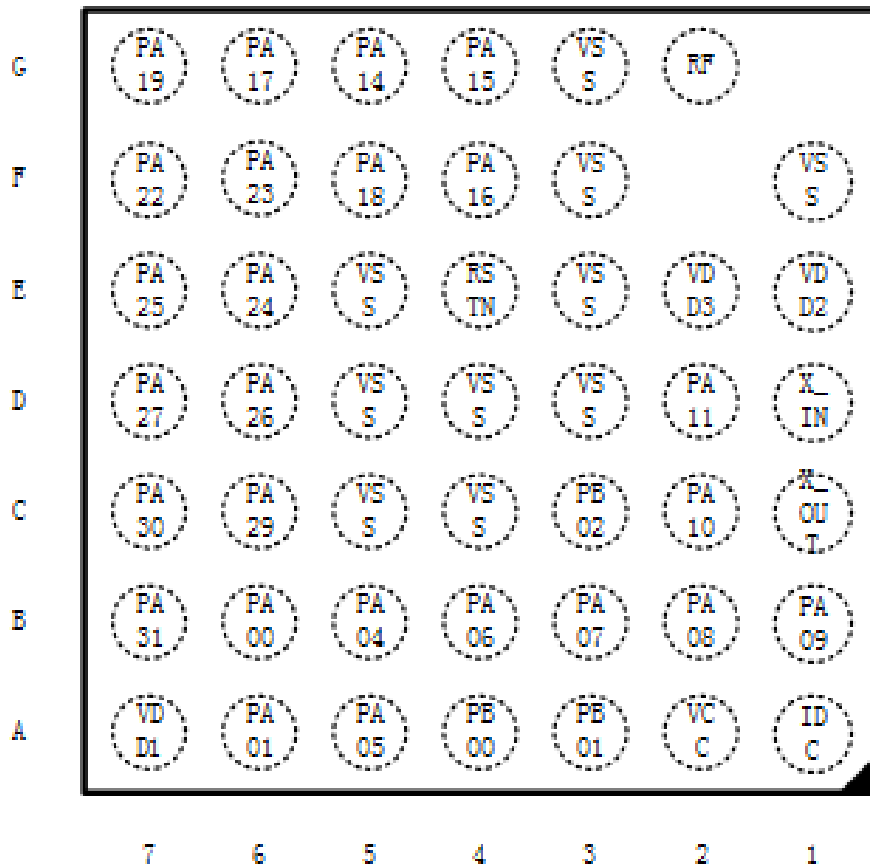 G PA PA PA PA VS RF
19 17 14 15 S
F PA PA PA PA VS VS
22 23 18 16 S S
E PA PA VS RS VS VD VD
25 24 S TN S D3 D2
D PA PA VS VS VS PA X_
27 26 S S S 11 IN
C PA PA VS VS PB PA X_
30 29 S S 02 10 OU
T
B PA PA PA PA PA PA PA
31 00 04 06 07 08 09
A VD PA PA PB PB VC ID
D1 01 05 00 01 C C
7 6 5 4 3 2 1